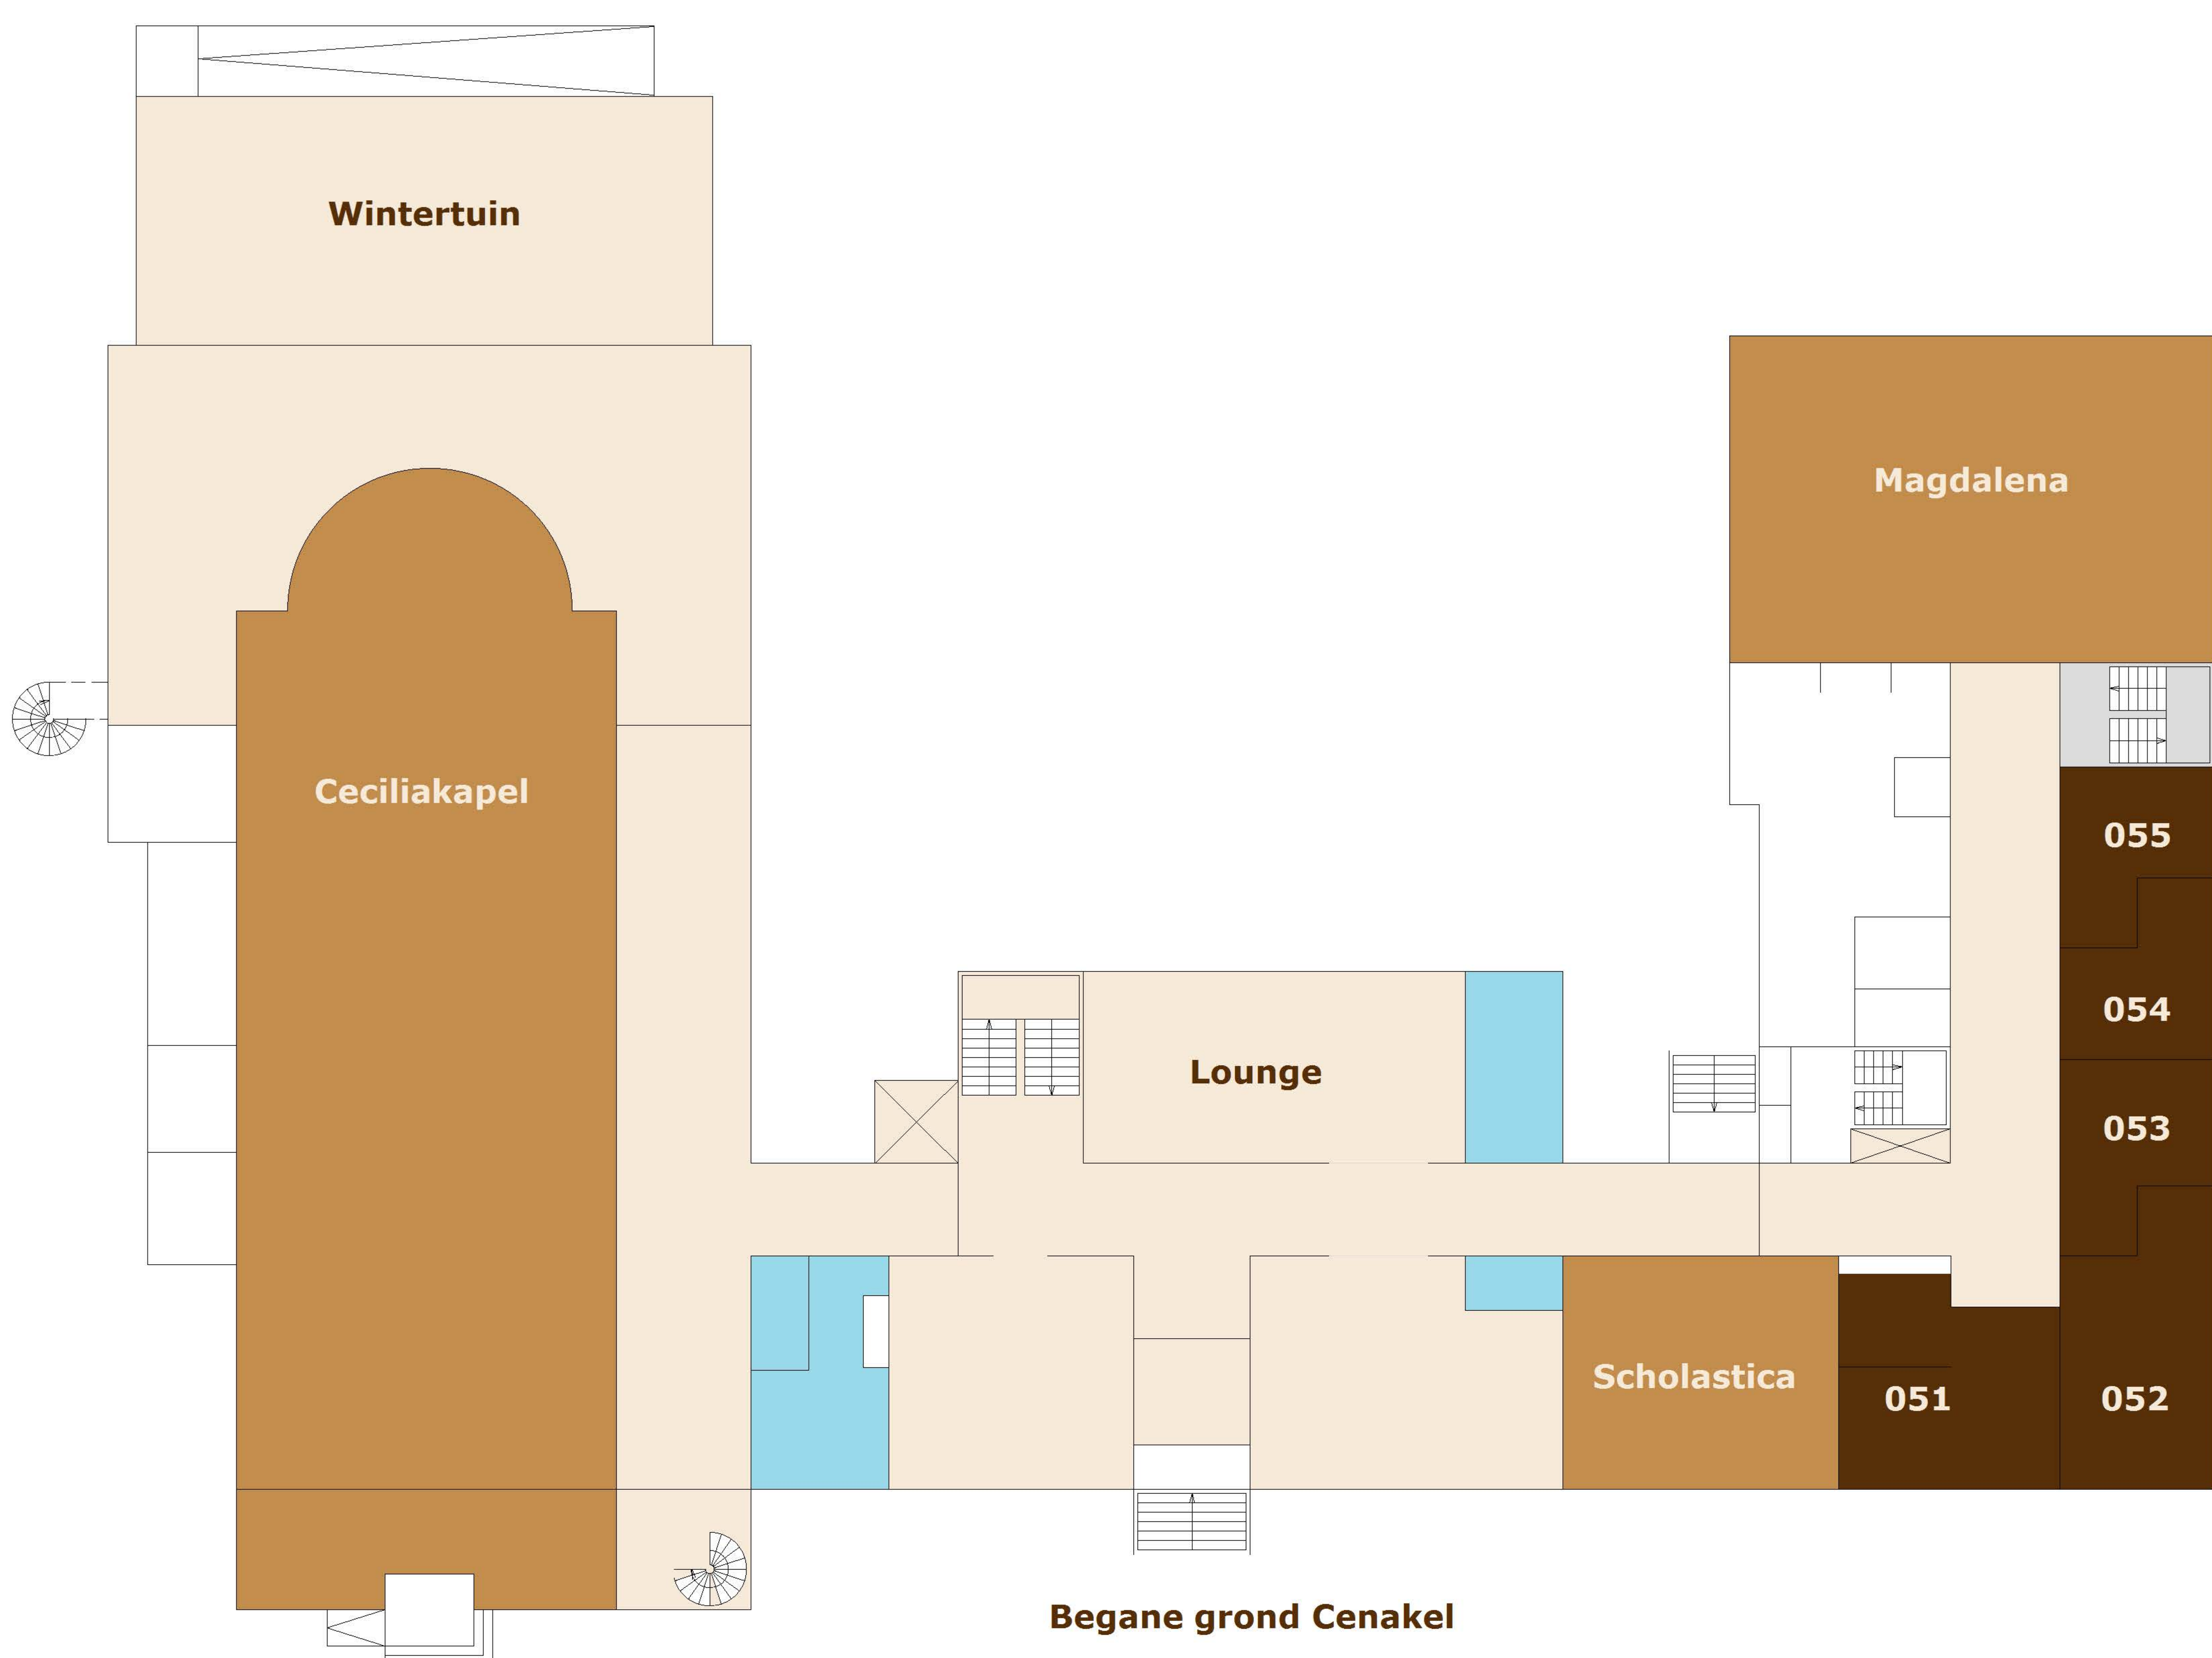 Wintertuin
Magdalena
Ceciliakapel
055
054
Lounge
053
Scholastica
051
052
Begane grond Cenakel